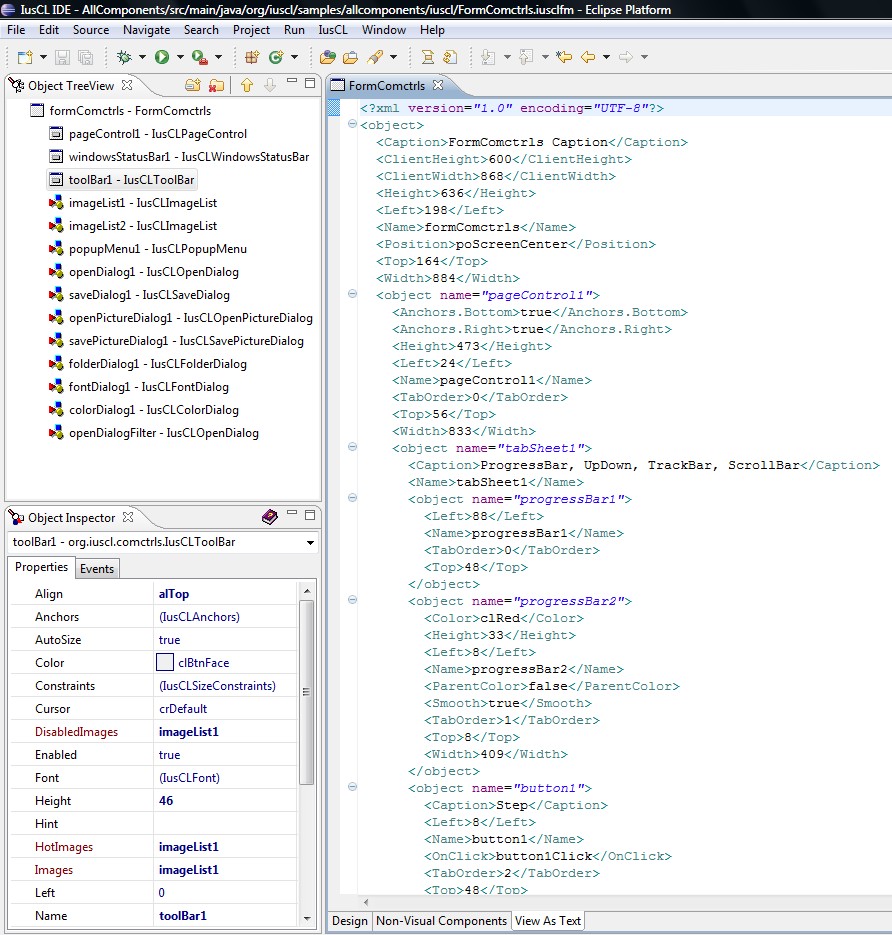 IusCL IDE - AllComponents/src/main/java/org/iuscl/samples/allcomponents/iuscl/FormComctrls.iusclfm - Eclipse Platform
File Edit Source Navigate Search Project Run IusCL Window Help
Object TreeView
formComctrls - FormComctrls
pageControl1 - IusCLPageControl
windowsStatusBar1 - IusCLWindowsStatusBar
toolBar1 - IusCLToolBar
imageList1 - IusCLImageList
imageList2 - IusCLImageList
popupMenu1 - IusCLPopupMenu
openDialog1 - IusCLOpenDialog
saveDialog1 - IusCLSaveDialog
openPictureDialog1 - IusCLOpenPictureDialog
savePictureDialog1 - IusCLSavePictureDialog
folderDialog1 - IusCLFolderDialog
fontDialog1 - IusCLFontDialog
colorDialog1 - IusCLColorDialog
openDialogFilter - IusCLOpenDialog
Object Inspector
toolBar1 - org.iuscl.comctrls.IusCLToolBar
Properties Events
Align alTop
Anchors (IusCLAnchors)
AutoSize true
Color clBtnFace
Constraints (IusCLSizeConstraints)
Cursor crDefault
DisabledImages imageList1
Enabled true
Font (IusCLFont)
Height 46
Hint
HotImages imageList1
Images imageList1
Left 0
Name toolBar1
FormComctrls
<?xml version="1.0" encoding="UTF-8"?>
<object>
<Caption>FormComctrls Caption</Caption>
<ClientHeight>600</ClientHeight>
<ClientWidth>868</ClientWidth>
<Height>636</Height>
<Left>198</Left>
<Name>formComctrls</Name>
<Position>poScreenCenter</Position>
<Top>164</Top>
<Width>884</Width>
<object name="pageControl1">
<Anchors.Bottom>true</Anchors.Bottom>
<Anchors.Right>true</Anchors.Right>
<Height>473</Height>
<Left>24</Left>
<Name>pageControl1</Name>
<TabOrder>0</TabOrder>
<Top>56</Top>
<Width>833</Width>
<object name="tabSheet1">
<Caption>ProgressBar, UpDown, TrackBar, ScrollBar</Caption>
<Name>tabSheet1</Name>
<object name="progressBar1">
<Left>88</Left>
<Name>progressBar1</Name>
<TabOrder>0</TabOrder>
<Top>48</Top>
</object>
<object name="progressBar2">
<Color>clRed</Color>
<Height>33</Height>
<Left>8</Left>
<Name>progressBar2</Name>
<ParentColor>false</ParentColor>
<Smooth>true</Smooth>
<TabOrder>1</TabOrder>
<Top>8</Top>
<Width>409</Width>
</object>
<object name="button1">
<Caption>Step</Caption>
<Left>8</Left>
<Name>button1</Name>
<OnClick>button1Click</OnClick>
<TabOrder>2</TabOrder>
<Top>48</Top>
Design Non-Visual Components View As Text